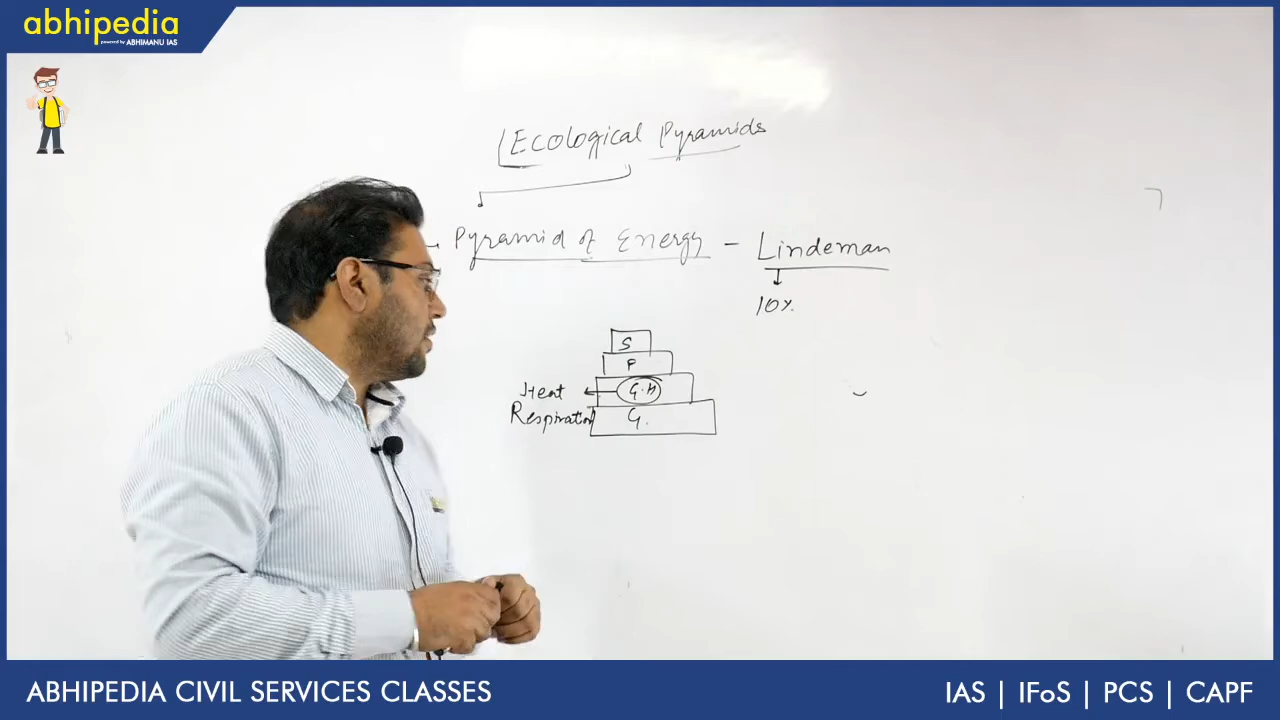 abhipedia
powered by ABHIMANU IAS
Ecological Pyramids
Pyramid of Energy - Lindeman
10%
S
F
Heat
G.H
Respiration
G.
ABHIPEDIA CIVIL SERVICES CLASSES
IAS | IFoS | PCS | CAPF